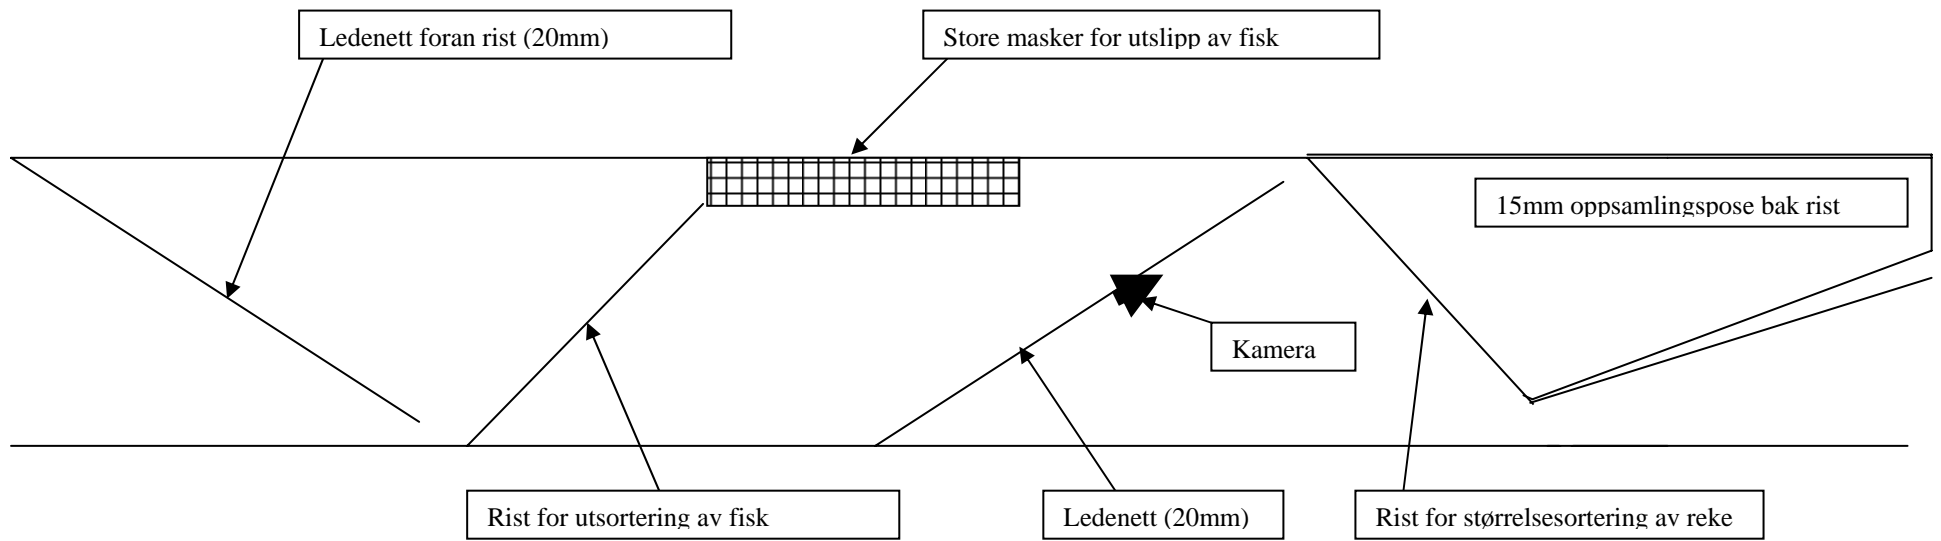 Ledenett foran rist (20mm)
Store masker for utslipp av fisk
15mm oppsamlingspose bak rist
Kamera
Rist for utsortering av fisk
Ledenett (20mm)
Rist for størrelsesortering av reke